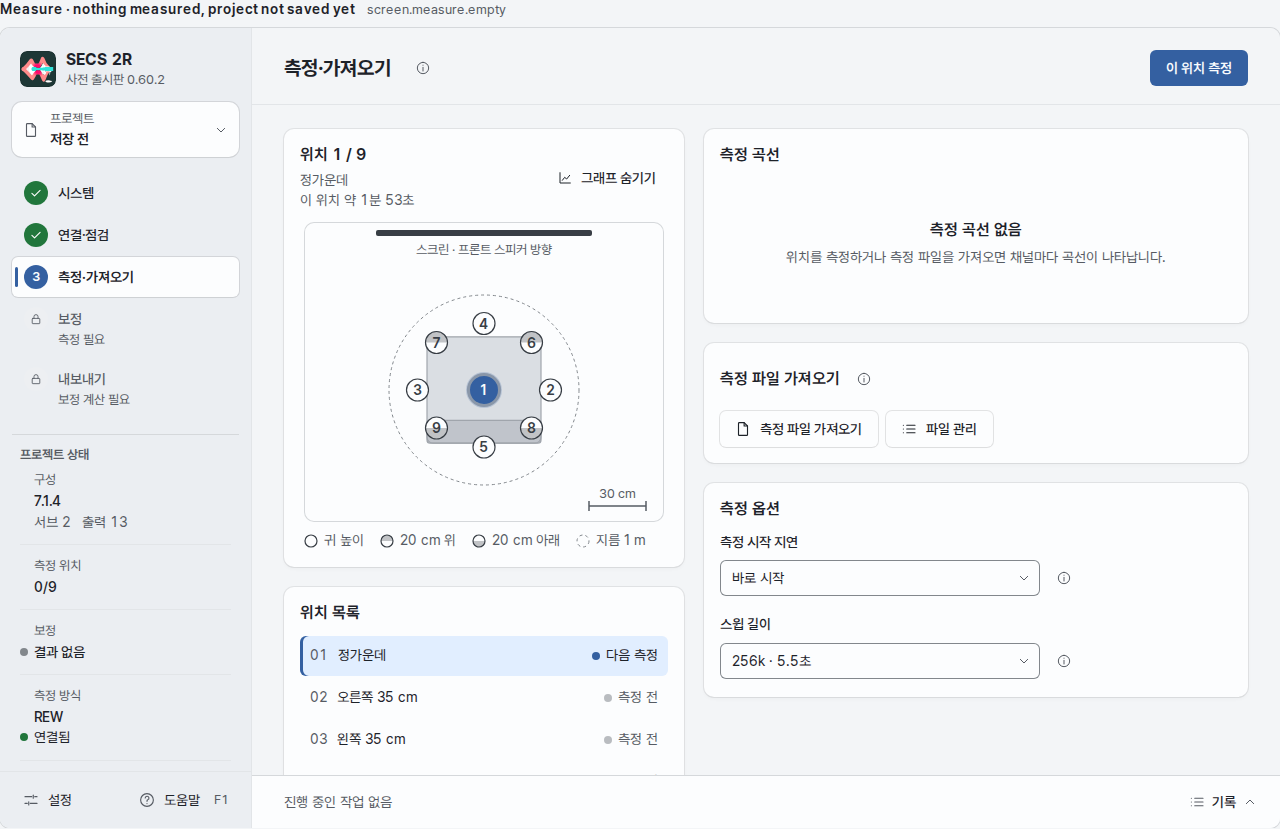 Measure · nothing measured, project not saved yet screen.measure.empty
SECS 2R
사전 출시판 0.60.2
프로젝트
저장 전
시스템
연결·점검
3 측정·가져오기
보정
측정 필요
내보내기
보정 계산 필요
프로젝트 상태
구성
7.1.4
서브 2 출력 13
측정 위치
0/9
보정
결과 없음
측정 방식
REW
연결됨
설정
도움말 F1
측정·가져오기
이 위치 측정
위치 1 / 9
정가운데
이 위치 약 1분 53초
그래프 숨기기
스크린 · 프론트 스피커 방향
4
7
6
3
1
2
9
8
5
30 cm
귀 높이
20 cm 위
20 cm 아래
지름 1 m
위치 목록
01 정가운데 다음 측정
02 오른쪽 35 cm 측정 전
03 왼쪽 35 cm 측정 전
측정 곡선
측정 곡선 없음
위치를 측정하거나 측정 파일을 가져오면 채널마다 곡선이 나타납니다.
측정 파일 가져오기
측정 파일 가져오기
파일 관리
측정 옵션
측정 시작 지연
바로 시작
스윕 길이
256k · 5.5초
진행 중인 작업 없음
기록